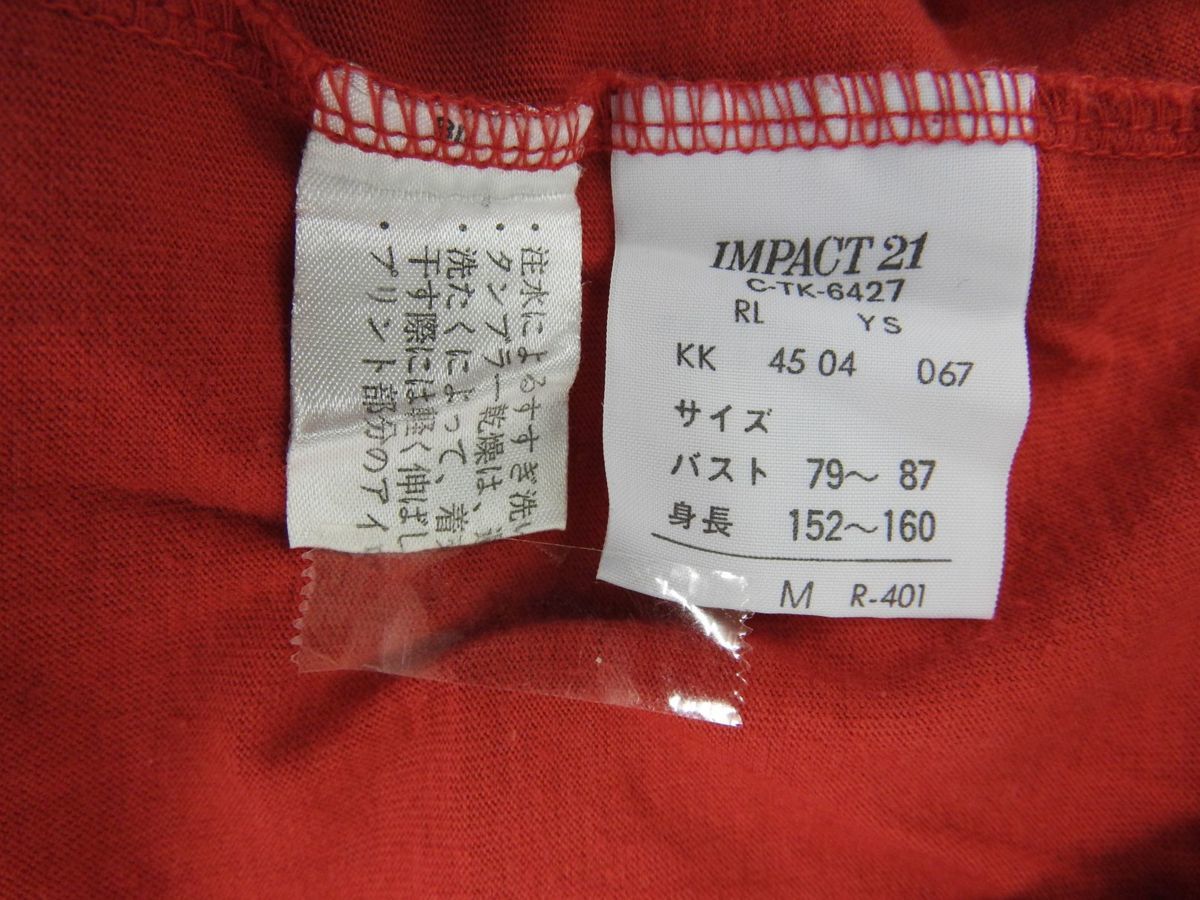 ・注水によるすすぎ洗い
・タンブラー乾燥は、
・洗たくによって、着
干す際には軽く伸ばし
・プリント部分のアイ
IMPACT 21
C-TK-6427
RL YS
KK 45 04 067
サイズ
バスト 79～87
身長 152～160
M R-401